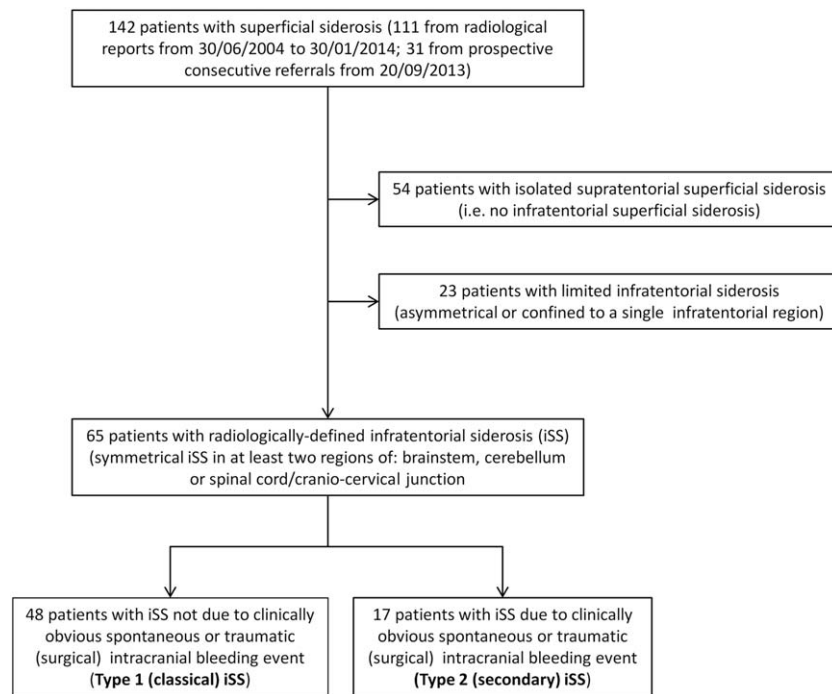 142 patients with superficial siderosis (111 from radiological
reports from 30/06/2004 to 30/01/2014; 31 from prospective
consecutive referrals from 20/09/2013)
54 patients with isolated supratentorial superficial siderosis
(i.e. no infratentorial superficial siderosis)
23 patients with limited infratentorial siderosis
(asymmetrical or confined to a single infratentorial region)
65 patients with radiologically-defined infratentorial siderosis (iSS)
(symmetrical iSS in at least two regions of: brainstem, cerebellum
or spinal cord/cranio-cervical junction
48 patients with iSS not due to clinically
obvious spontaneous or traumatic
(surgical) intracranial bleeding event
(Type 1 (classical) iSS)
17 patients with iSS due to clinically
obvious spontaneous or traumatic
(surgical) intracranial bleeding event
(Type 2 (secondary) iSS)